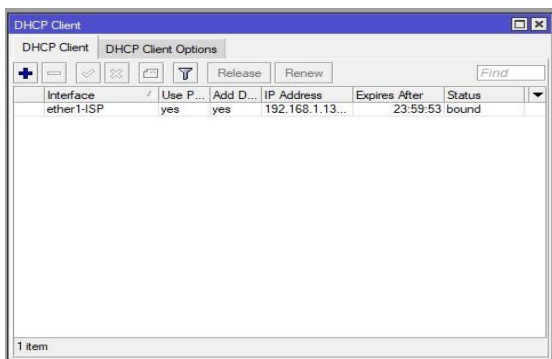 DHCP Client
DHCP Client DHCP Client Options
Release Renew Find
Interface Use P... Add D... IP Address Expires After Status
ether1-ISP yes yes 192.168.1.13... 23:59:53 bound
1 item